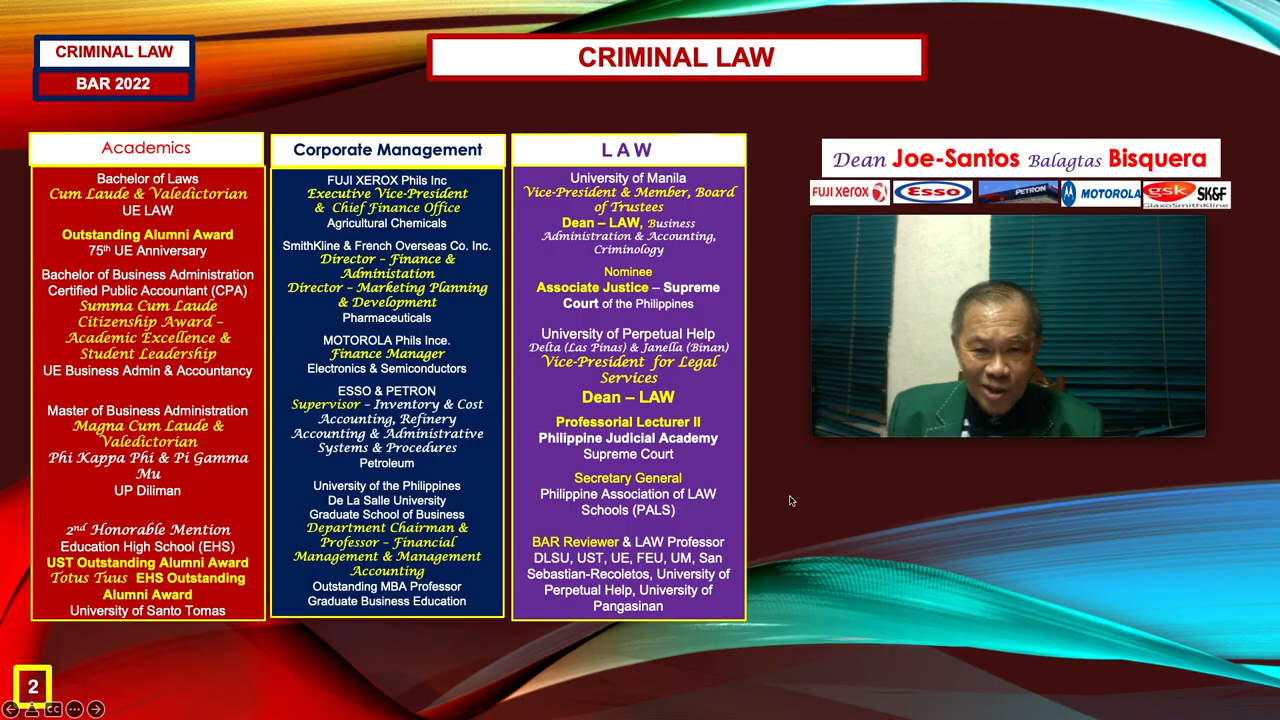 CRIMINAL LAW
BAR 2022
CRIMINAL LAW
Academics
Bachelor of Laws
Cum Laude & Valedictorian
UE LAW
Outstanding Alumni Award
75th UE Anniversary
Bachelor of Business Administration
Certified Public Accountant (CPA)
Summa Cum Laude
Citizenship Award –
Academic Excellence &
Student Leadership
UE Business Admin & Accountancy
Master of Business Administration
Magna Cum Laude &
Valedictorian
Phi Kappa Phi & Pi Gamma
Mu
UP Diliman
2nd Honorable Mention
Education High School (EHS)
UST Outstanding Alumni Award
Totus Tuus EHS Outstanding
Alumni Award
University of Santo Tomas
Corporate Management
FUJI XEROX Phils Inc
Executive Vice-President
& Chief Finance Office
Agricultural Chemicals
SmithKline & French Overseas Co. Inc.
Director – Finance &
Administation
Director – Marketing Planning
& Development
Pharmaceuticals
MOTOROLA Phils Ince.
Finance Manager
Electronics & Semiconductors
ESSO & PETRON
Supervisor – Inventory & Cost
Accounting, Refinery
Accounting & Administrative
Systems & Procedures
Petroleum
University of the Philippines
De La Salle University
Graduate School of Business
Department Chairman &
Professor – Financial
Management & Management
Accounting
Outstanding MBA Professor
Graduate Business Education
L A W
University of Manila
Vice-President & Member, Board
of Trustees
Dean – LAW, Business
Administration & Accounting,
Criminology
Nominee
Associate Justice – Supreme
Court of the Philippines
University of Perpetual Help
Delta (Las Pinas) & Janella (Binan)
Vice-President for Legal
Services
Dean – LAW
Professorial Lecturer II
Philippine Judicial Academy
Supreme Court
Secretary General
Philippine Association of LAW
Schools (PALS)
BAR Reviewer & LAW Professor
DLSU, UST, UE, FEU, UM, San
Sebastian-Recoletos, University of
Perpetual Help, University of
Pangasinan
Dean Joe-Santos Balagtas Bisquera
FUJI XEROX
Esso
PETRON
MOTOROLA
gsk
GlaxoSmithKline
SK&F
2
CC